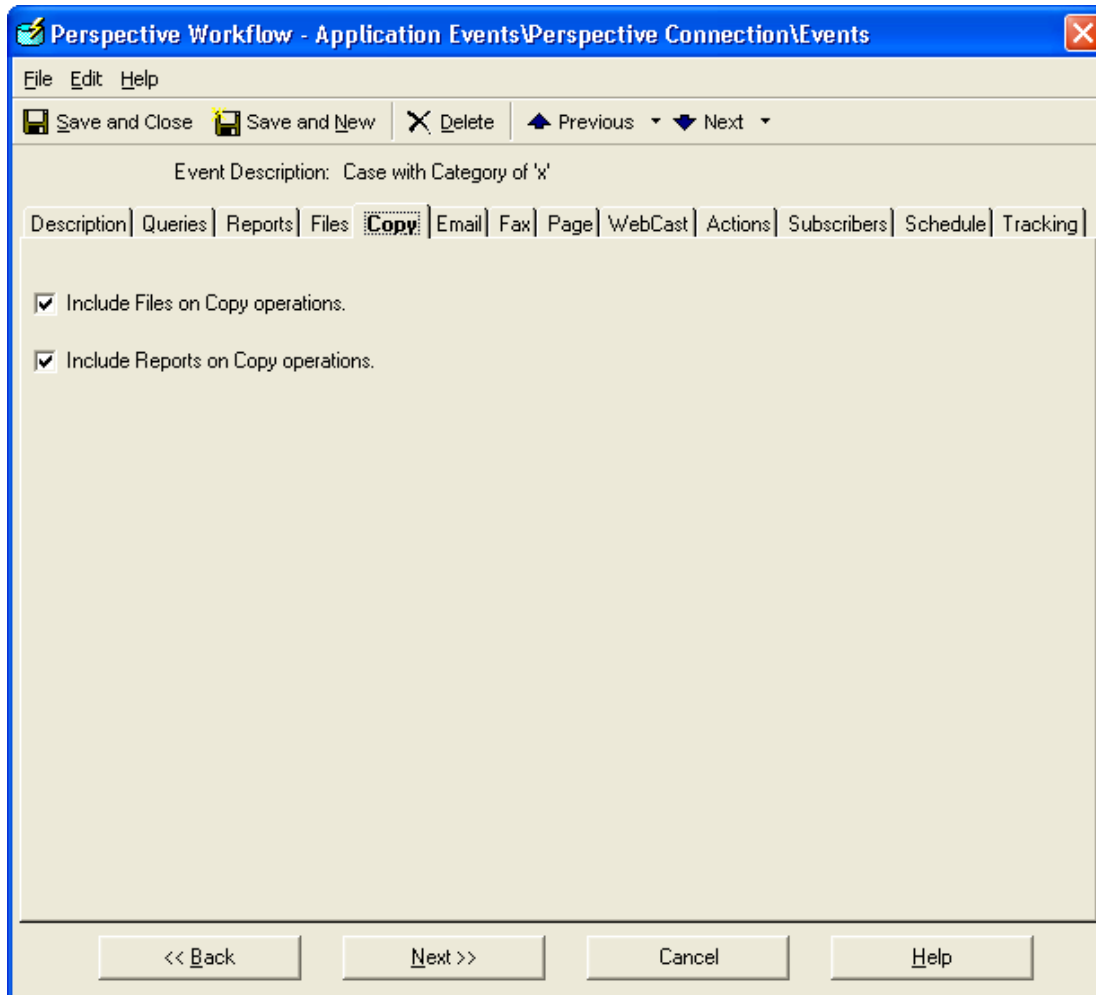 Perspective Workflow - Application Events\Perspective Connection\Events
File Edit Help
Save and Close Save and New Delete Previous Next
Event Description: Case with Category of 'x'
Description Queries Reports Files Copy Email Fax Page WebCast Actions Subscribers Schedule Tracking
Include Files on Copy operations.
Include Reports on Copy operations.
<< Back Next >> Cancel Help